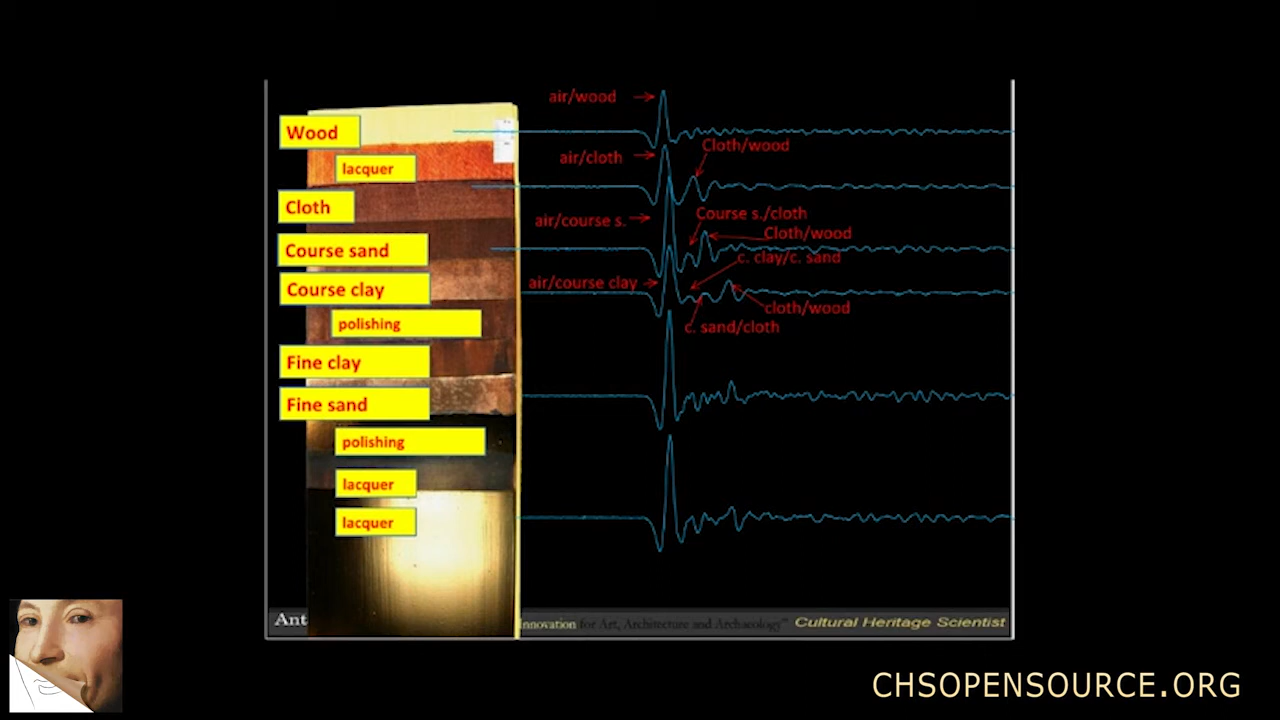 Wood
lacquer
Cloth
Course sand
Course clay
polishing
Fine clay
Fine sand
polishing
lacquer
lacquer
air/wood
air/cloth
Cloth/wood
air/course s.
Course s./cloth
Cloth/wood
c. clay/c. sand
air/course clay
cloth/wood
c. sand/cloth
Ant
Innovation for Art, Architecture and Archaeology"
Cultural Heritage Scientist
CHSOPENSOURCE.ORG